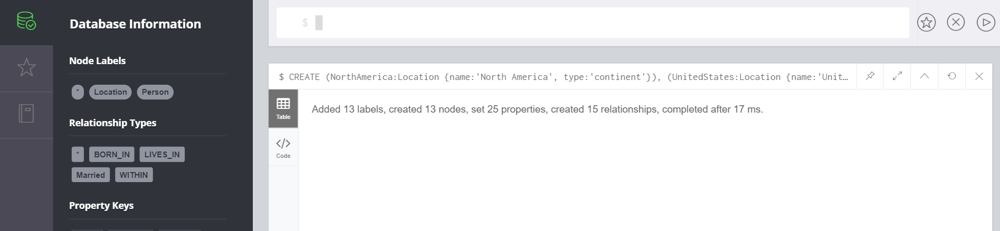 Database Information
Node Labels
* Location Person
Relationship Types
* BORN_IN LIVES_IN
Married WITHIN
Property Keys
$
$ CREATE (NorthAmerica:Location {name:'North America', type:'continent'}), (UnitedStates:Location {name:'Unit…
Table
Added 13 labels, created 13 nodes, set 25 properties, created 15 relationships, completed after 17 ms.
</> 
Code